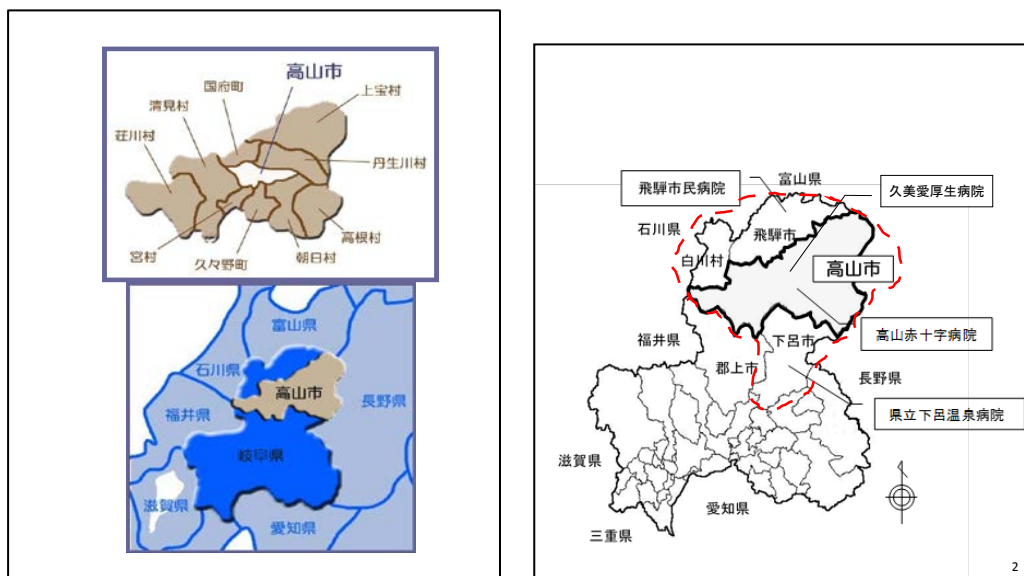 高山市
国府町
上宝村
清見村
荘川村
丹生川村
高根村
宮村
久々野町
朝日村
富山県
石川県
高山市
長野県
福井県
岐阜県
滋賀県
愛知県
飛騨市民病院
富山県
久美愛厚生病院
石川県
飛騨市
白川村
高山市
福井県
下呂市
高山赤十字病院
郡上市
長野県
県立下呂温泉病院
滋賀県
愛知県
三重県
2